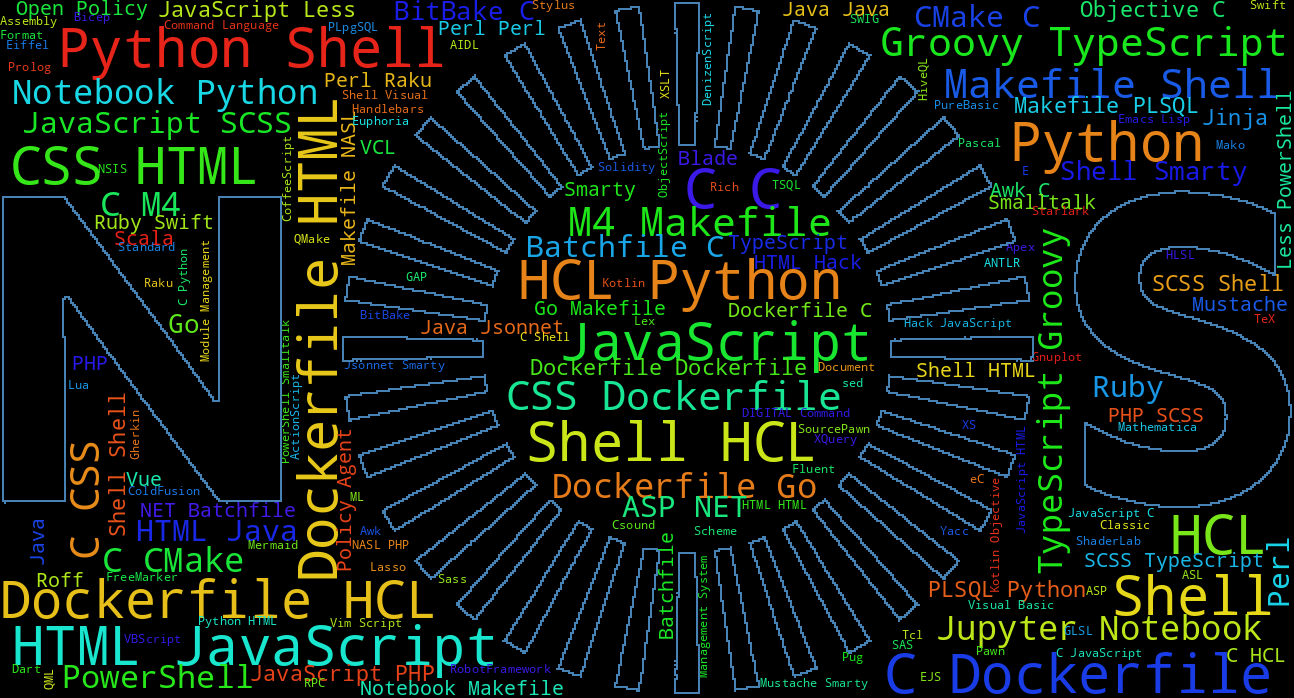 Open Policy
JavaScript Less
BitBake C
Stylus
Java Java
SWIG
CMake C
Objective C
Swift
Assembly
Bicep
Command Language
PLpgSQL
Perl Perl
Text
DenizenScript
Format
Eiffel
Python Shell
AIDL
Groovy TypeScript
Prolog
Notebook Python
Perl Raku
XSLT
HiveQL
Makefile Shell
Shell Visual
Handlebars
PureBasic
Makefile PLSQL
JavaScript SCSS
Euphoria
Emacs Lisp
Jinja
Python
PowerShell
Less
CSS
NSIS
HTML
CoffeeScript
Dockerfile HTML
Makefile NASL
VCL
ObjectScript
Solidity
Blade
Pascal
Mako
E
Shell Smarty
Smarty
C C
Rich
TSQL
Awk C
Smalltalk
Starlark
C M4
Ruby Swift
Scala
Standard
QMake
M4 Makefile
Batchfile C
TypeScript
HTML Hack
Apex
ANTLR
HLSL
Raku
C Python
Module Management
GAP
HCL Python
Kotlin
SCSS Shell
Mustache
TeX
Go
BitBake
Go Makefile
Dockerfile C
Lex
Java Jsonnet
C Shell
JavaScript
Hack JavaScript
TypeScript Groovy
PHP
PowerShell Smalltalk
Jsonnet Smarty
Dockerfile Dockerfile
Document
Shell HTML
Gnuplot
Lua
ActionScript
CSS Dockerfile
sed
Ruby
C CSS
Shell Shell
Gherkin
DIGITAL Command
SourcePawn
XQuery
XS
PHP SCSS
Mathematica
Policy Agent
Shell HCL
JavaScript HTML
Vue
ColdFusion
ML
Fluent
Dockerfile Go
eC
Kotlin Objective
NET Batchfile
ASP NET
HTML HTML
JavaScript C
Java
HTML Java
Awk
Csound
Scheme
Yacc
Classic
HCL
C CMake
Mermaid
NASL PHP
Batchfile
Management System
ShaderLab
SCSS TypeScript
Perl
Roff
FreeMarker
Lasso
Sass
ASL
Dockerfile HCL
PLSQL Python
ASP
Shell
Python HTML
Vim Script
Visual Basic
HTML JavaScript
VBScript
Tcl
SAS
Jupyter Notebook
GLSL
Dart
QML
PowerShell
JavaScript PHP
RPC
RobotFramework
Pug
Pawn
C JavaScript
C HCL
Notebook Makefile
Mustache Smarty
EJS
C Dockerfile